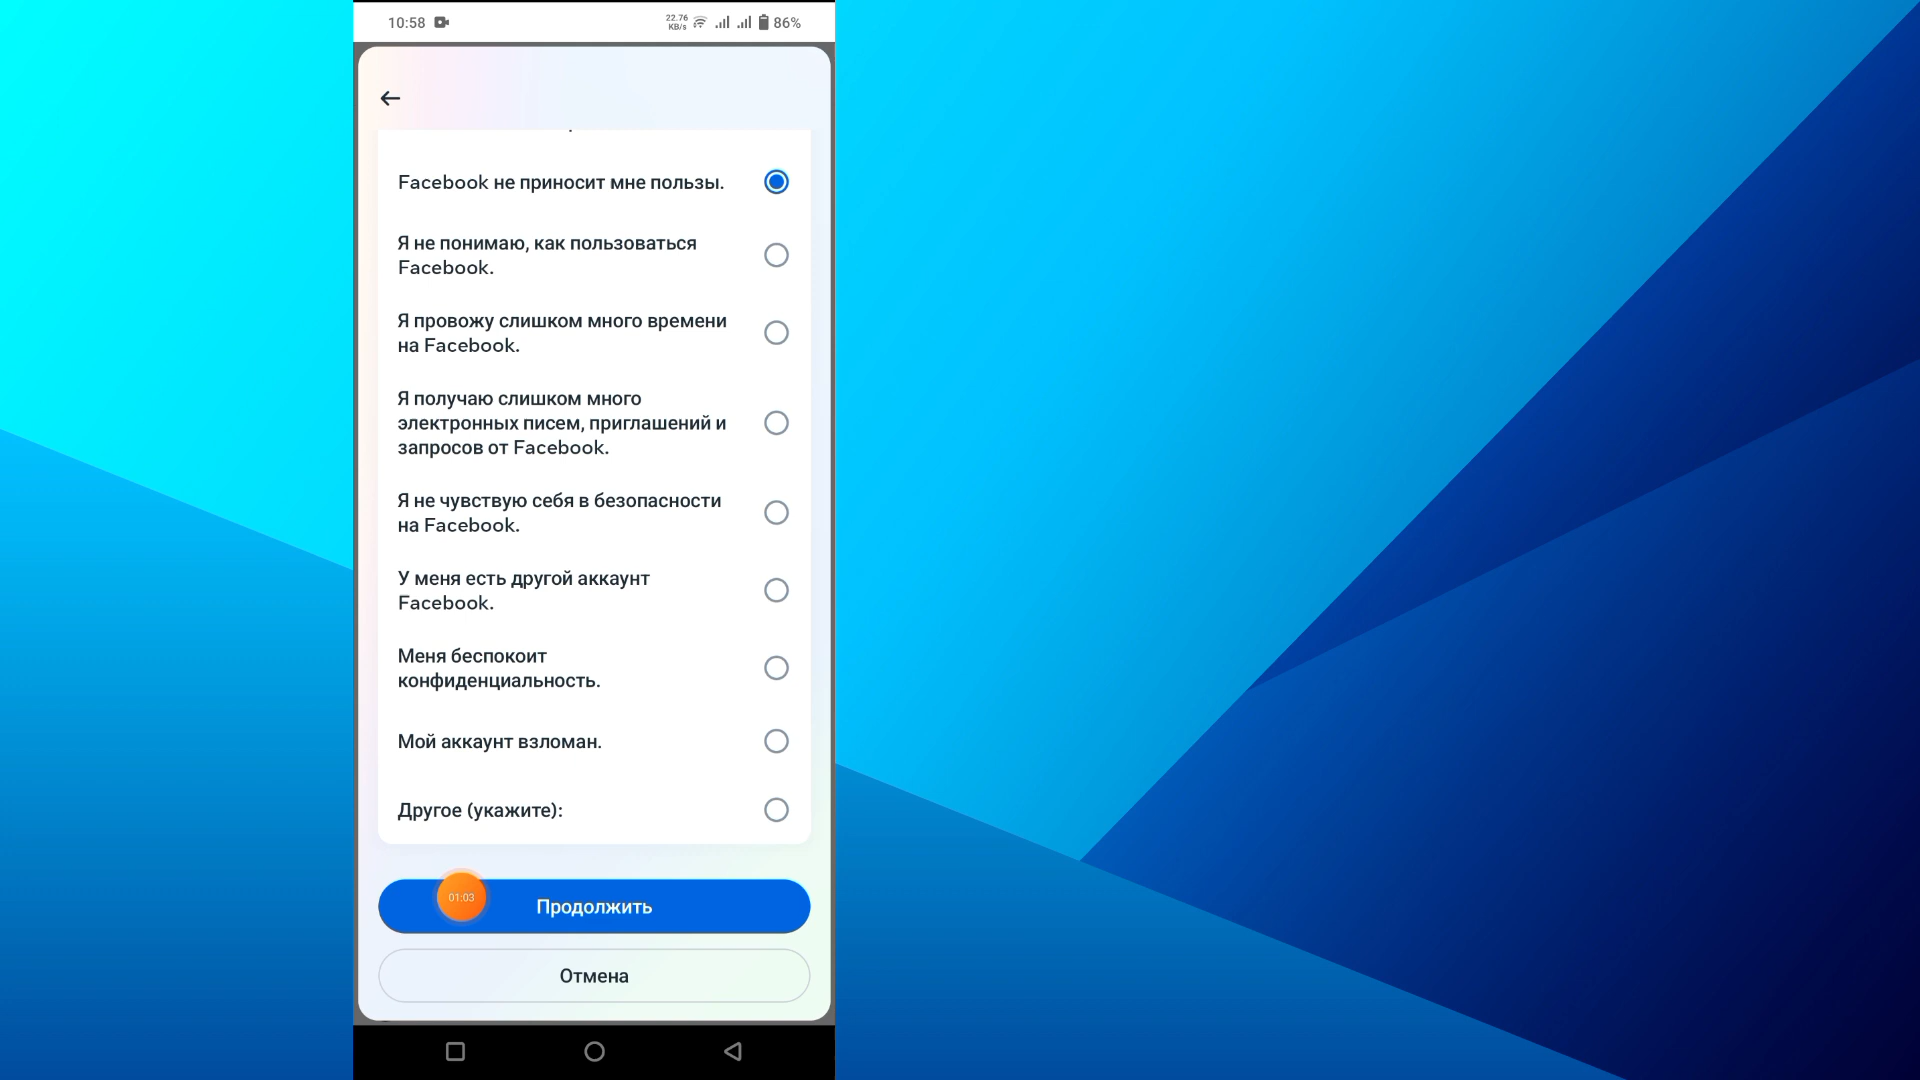 10:58
22.76
KB/s
86%
Facebook не приносит мне пользы.
Я не понимаю, как пользоваться
Facebook.
Я провожу слишком много времени
на Facebook.
Я получаю слишком много
электронных писем, приглашений и
запросов от Facebook.
Я не чувствую себя в безопасности
на Facebook.
У меня есть другой аккаунт
Facebook.
Меня беспокоит
конфиденциальность.
Мой аккаунт взломан.
Другое (укажите):
01:03
Продолжить
Отмена